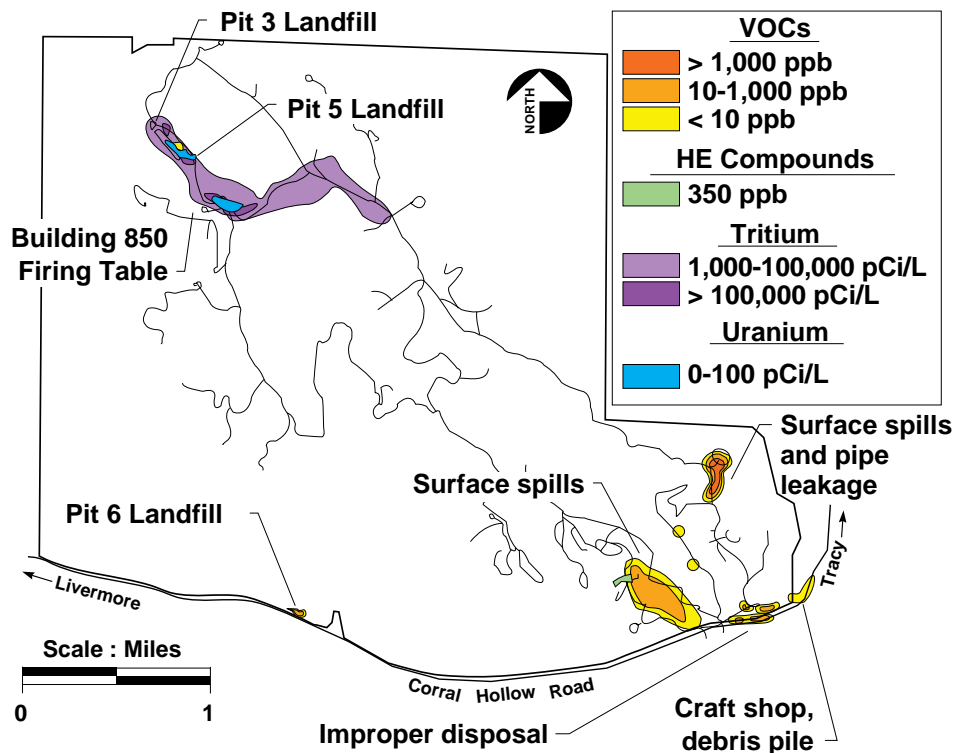 Pit 3 Landfill
Pit 5 Landfill
NORTH
Building 850
Firing Table
VOCs
> 1,000 ppb
10-1,000 ppb
< 10 ppb
HE Compounds
350 ppb
Tritium
1,000-100,000 pCi/L
> 100,000 pCi/L
Uranium
0-100 pCi/L
Surface spills
and pipe
leakage
Surface spills
Pit 6 Landfill
Tracy
Livermore
Scale : Miles
0 1
Corral Hollow Road
Improper disposal
Craft shop,
debris pile